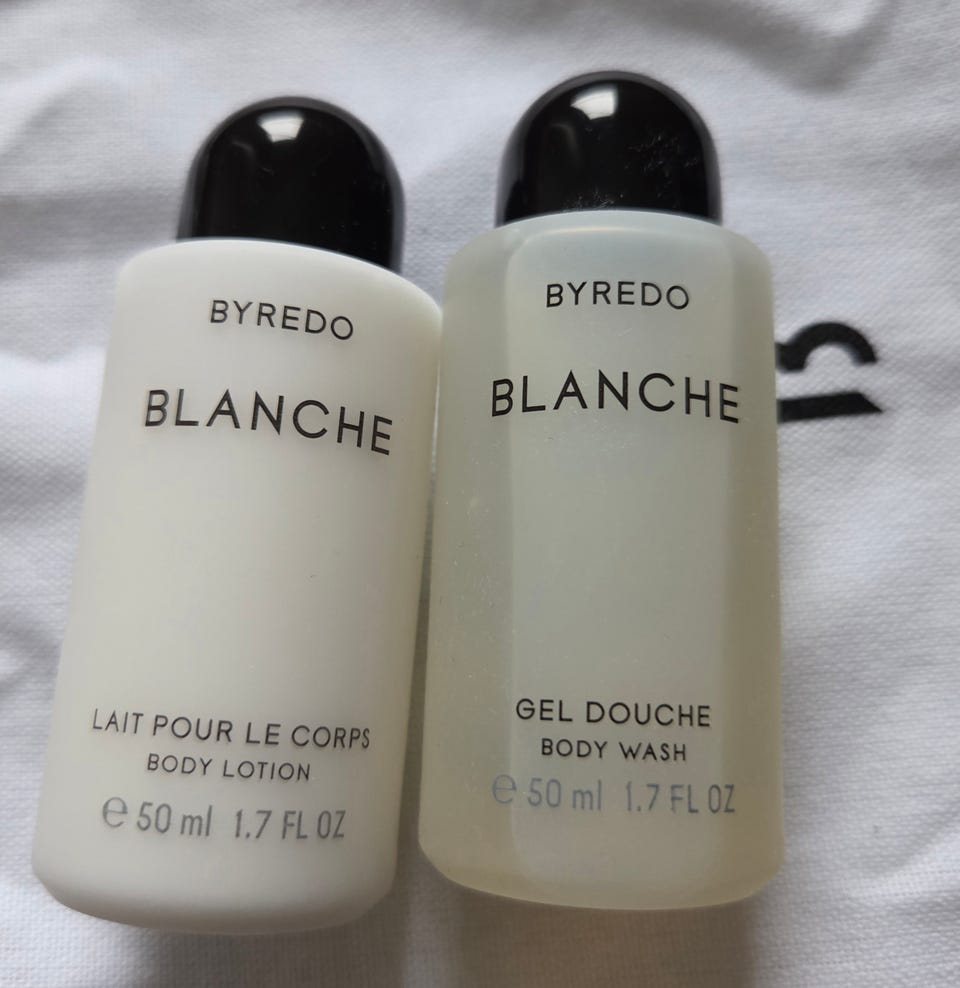 BYREDO
BLANCHE
LAIT POUR LE CORPS
BODY LOTION
℮ 50 ml 1.7 FL OZ
BYREDO
BLANCHE
GEL DOUCHE
BODY WASH
℮ 50 ml 1.7 FL OZ